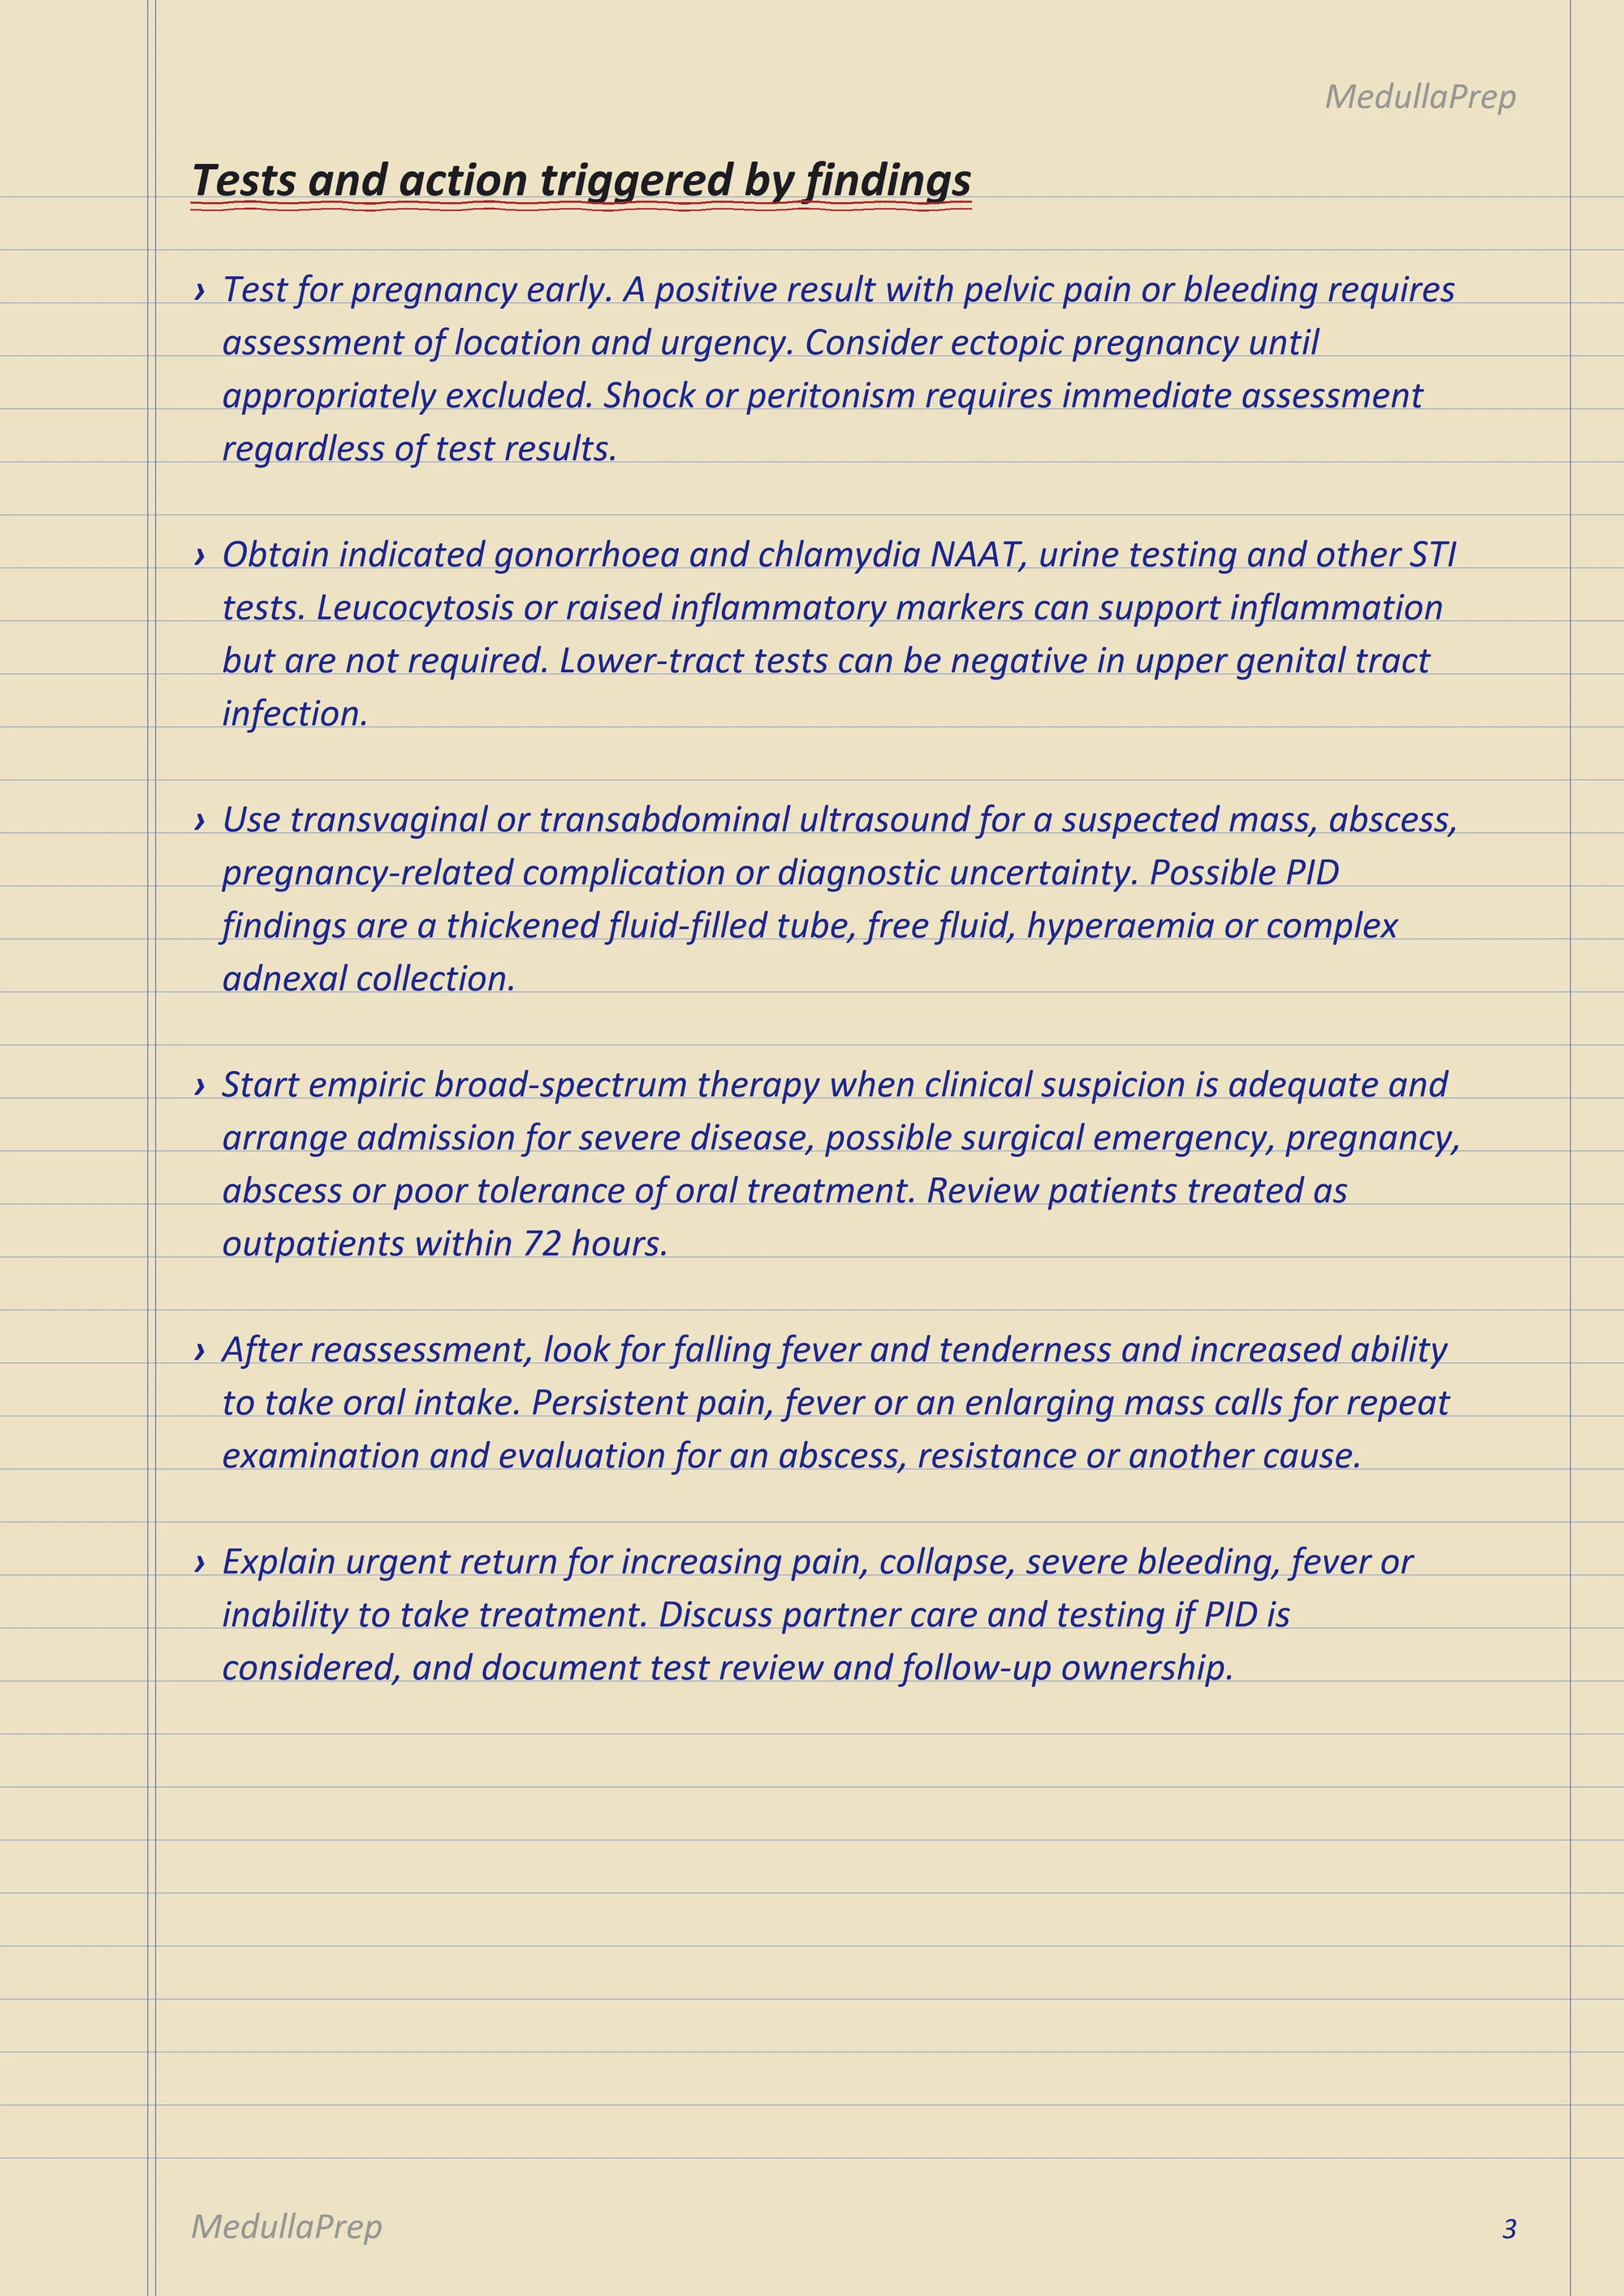 MedullaPrep
Tests and action triggered by findings
› Test for pregnancy early. A positive result with pelvic pain or bleeding requires
assessment of location and urgency. Consider ectopic pregnancy until
appropriately excluded. Shock or peritonism requires immediate assessment
regardless of test results.
› Obtain indicated gonorrhoea and chlamydia NAAT, urine testing and other STI
tests. Leucocytosis or raised inflammatory markers can support inflammation
but are not required. Lower-tract tests can be negative in upper genital tract
infection.
› Use transvaginal or transabdominal ultrasound for a suspected mass, abscess,
pregnancy-related complication or diagnostic uncertainty. Possible PID
findings are a thickened fluid-filled tube, free fluid, hyperaemia or complex
adnexal collection.
› Start empiric broad-spectrum therapy when clinical suspicion is adequate and
arrange admission for severe disease, possible surgical emergency, pregnancy,
abscess or poor tolerance of oral treatment. Review patients treated as
outpatients within 72 hours.
› After reassessment, look for falling fever and tenderness and increased ability
to take oral intake. Persistent pain, fever or an enlarging mass calls for repeat
examination and evaluation for an abscess, resistance or another cause.
› Explain urgent return for increasing pain, collapse, severe bleeding, fever or
inability to take treatment. Discuss partner care and testing if PID is
considered, and document test review and follow-up ownership.
MedullaPrep
3